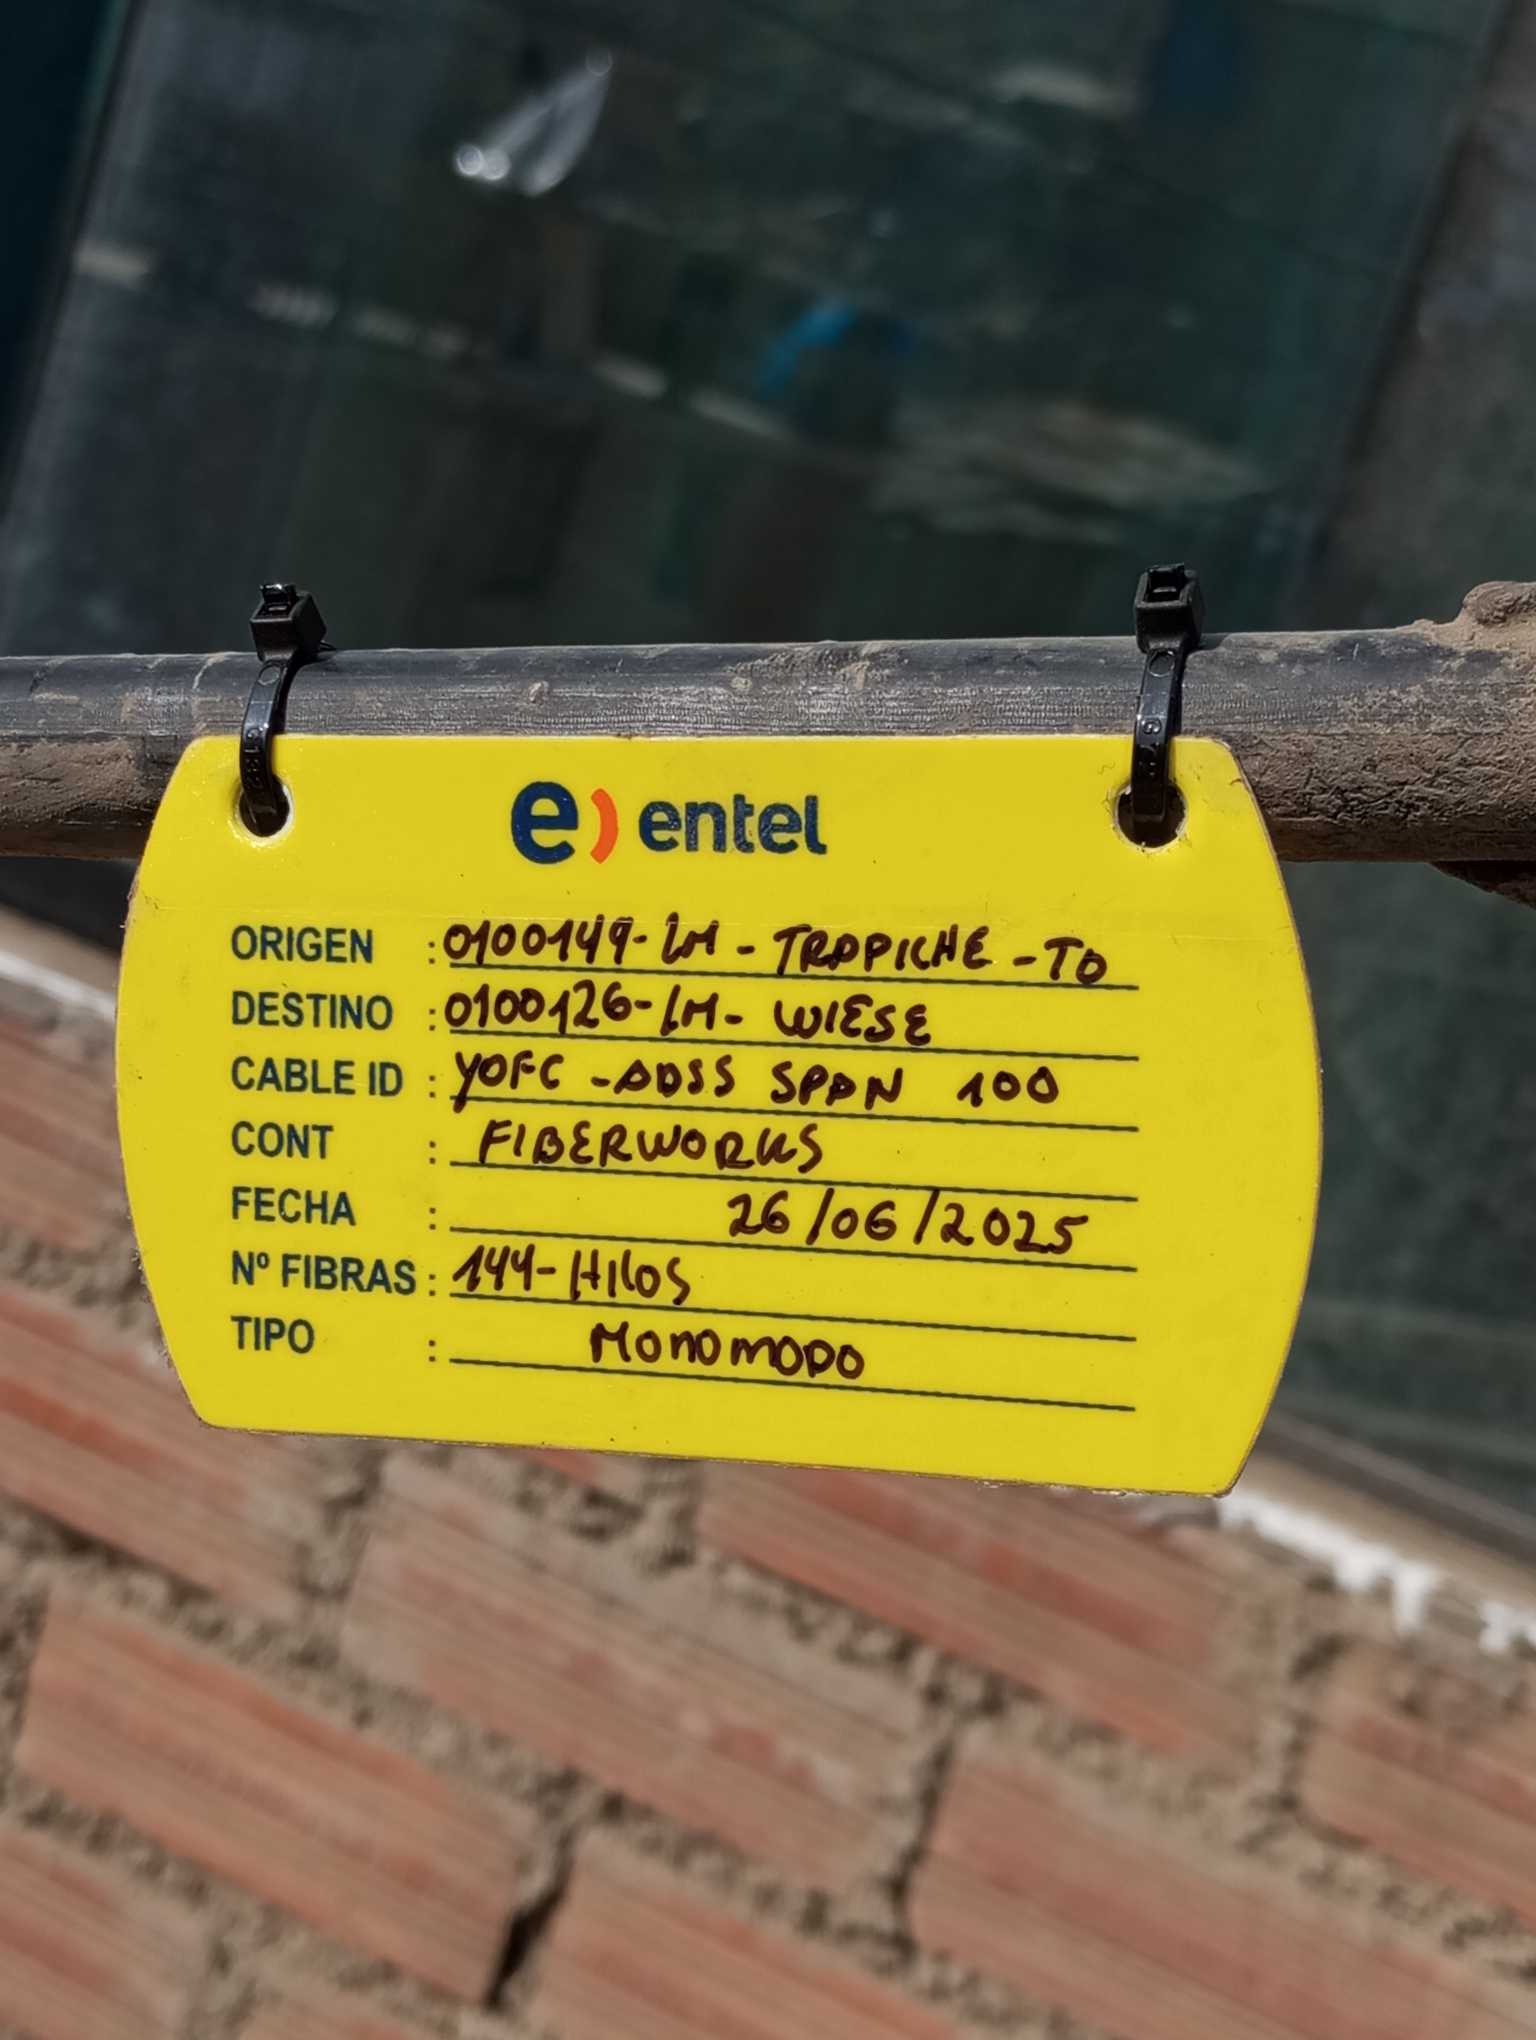 e) entel
ORIGEN : 0100149-LM-TRAPICHE-TO
DESTINO : 0100126-LM-WIESE
CABLE ID : YOFC-ADSS SPAN 100
CONT : FIBERWORKS
FECHA : 26/06/2025
Nº FIBRAS : 144-HILOS
TIPO : MONOMODO